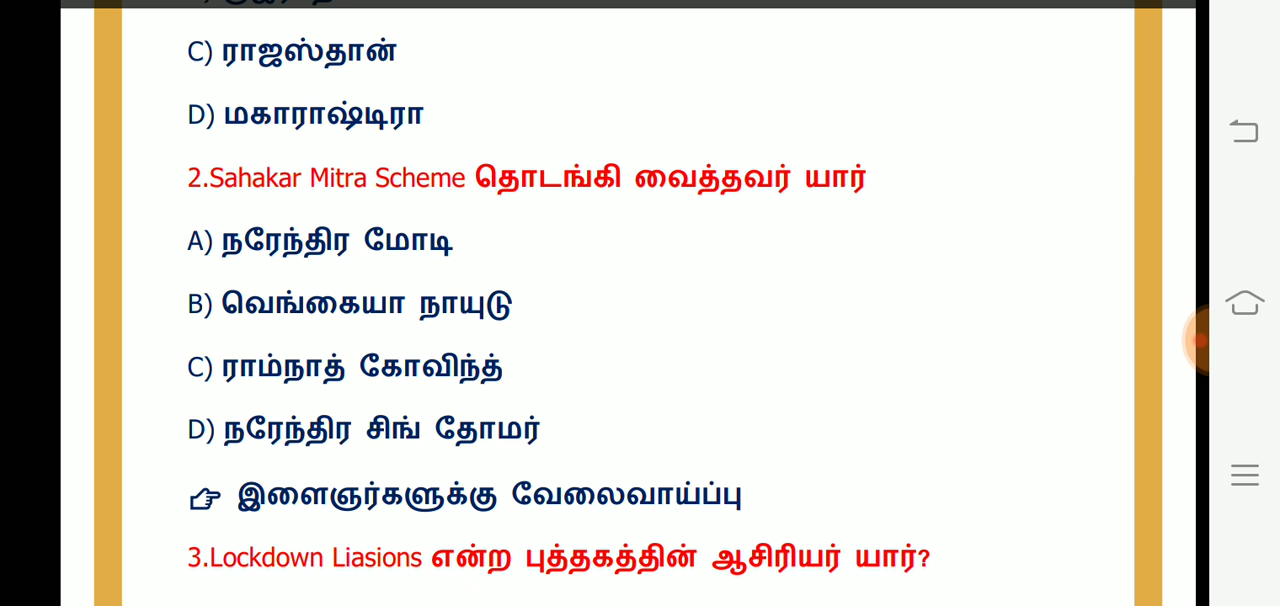 C) ராஜஸ்தான்
D) மகாராஷ்டிரா
2.Sahakar Mitra Scheme தொடங்கி வைத்தவர் யார்
A) நரேந்திர மோடி
B) வெங்கையா நாயுடு
C) ராம்நாத் கோவிந்த்
D) நரேந்திர சிங் தோமர்
☞ இளைஞர்களுக்கு வேலைவாய்ப்பு
3.Lockdown Liasions என்ற புத்தகத்தின் ஆசிரியர் யார்?